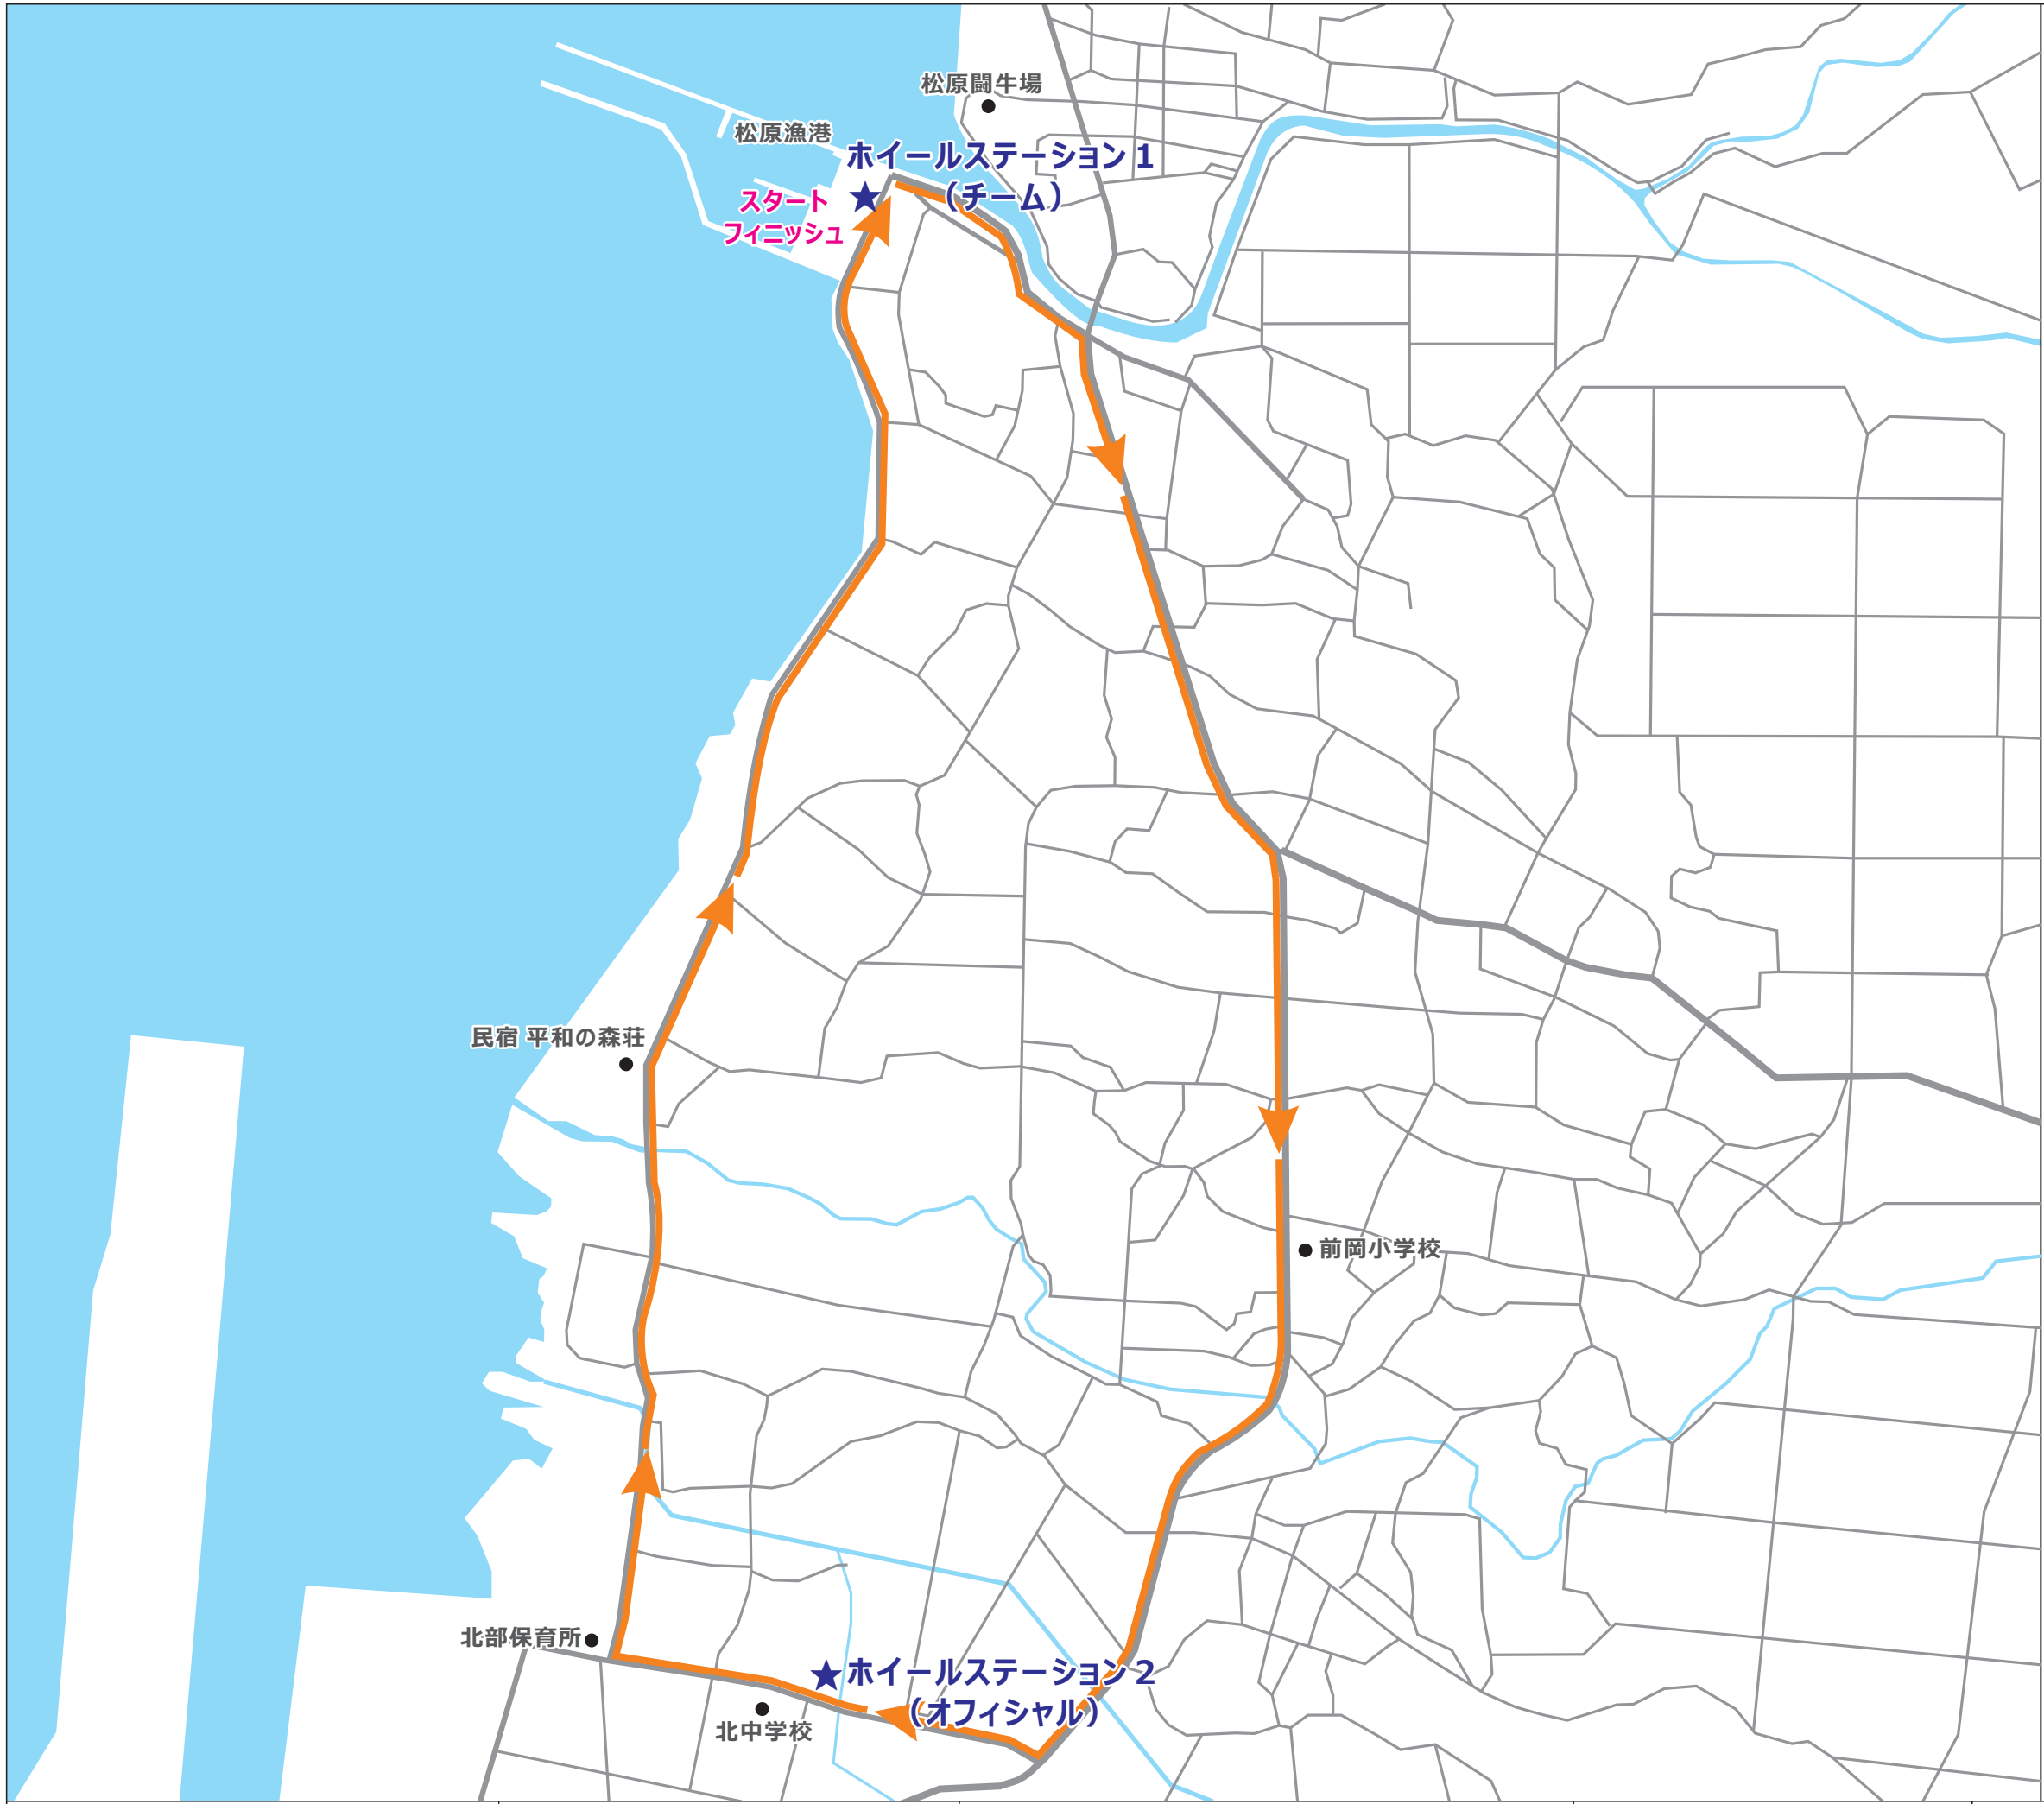 松原闘牛場
松原漁港
ホイールステーション1
（チーム）
スタート
フィニッシュ
民宿 平和の森荘
前岡小学校
北部保育所
ホイールステーション2
（オフィシャル）
北中学校